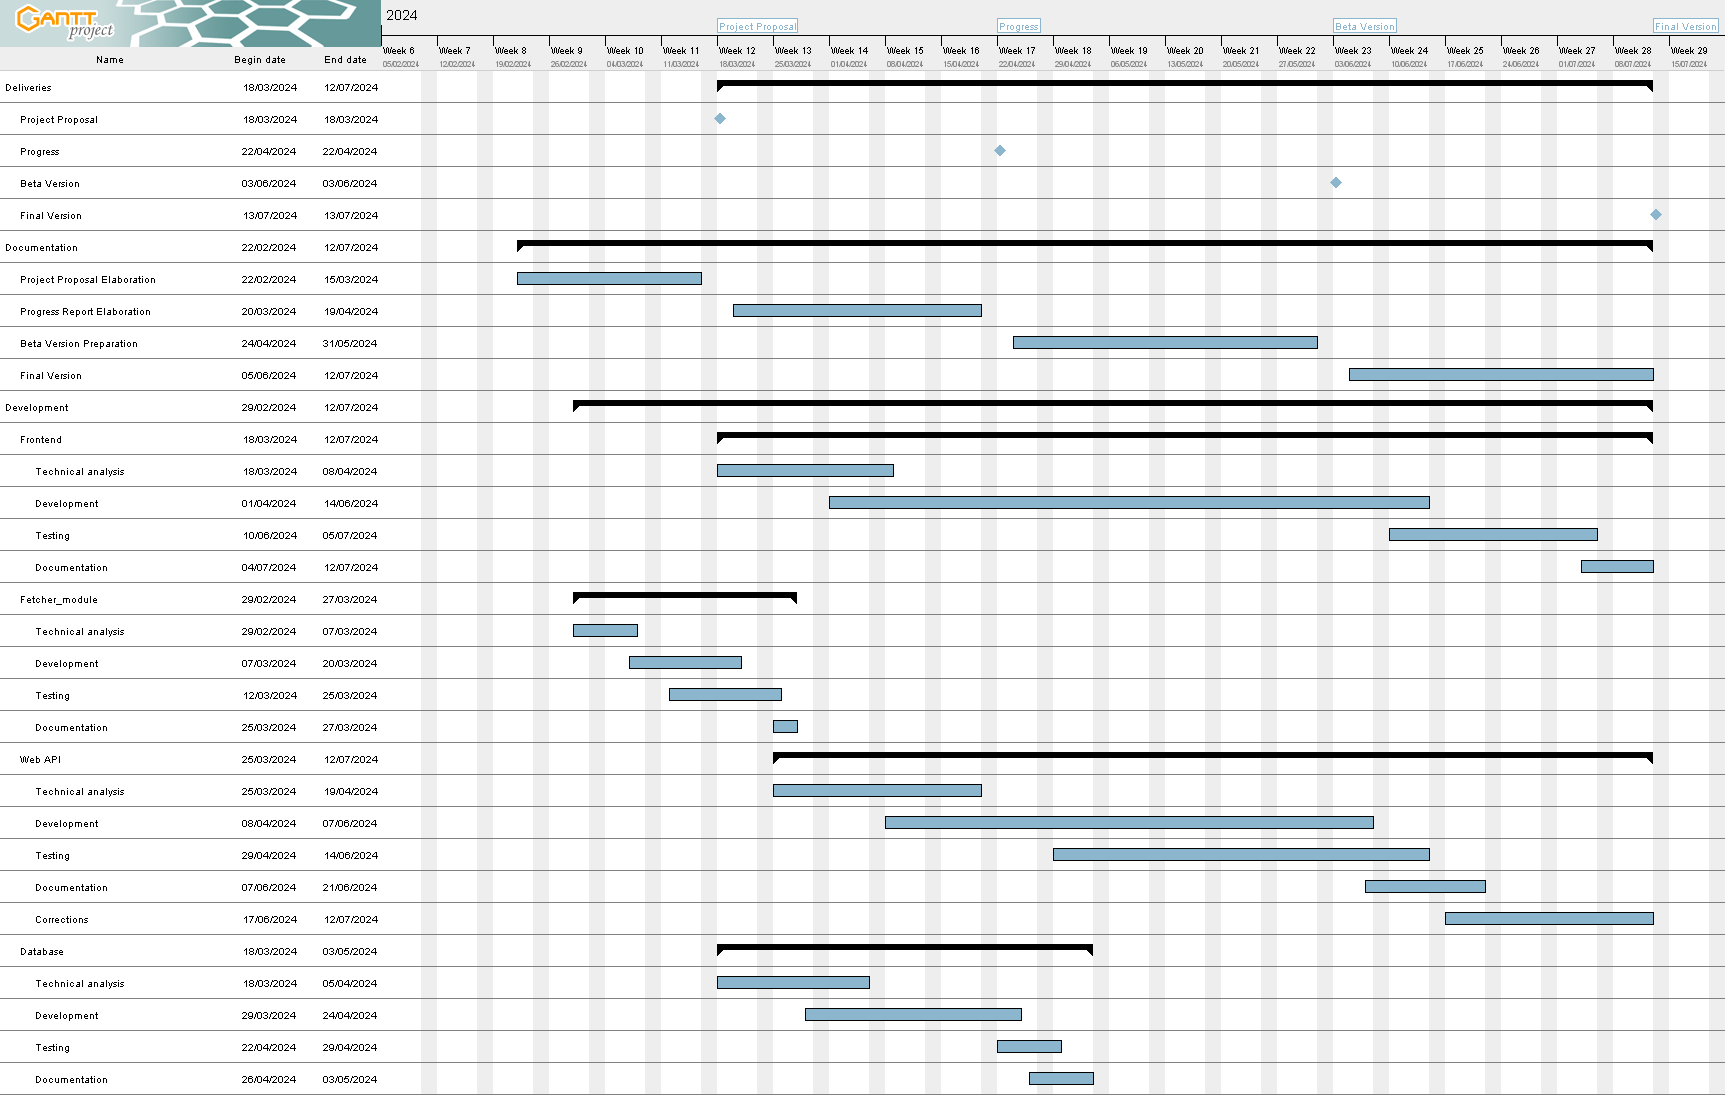 GANTT
project
2024
Project Proposal Progress Beta Version Final Version
Week 6 Week 7 Week 8 Week 9 Week 10 Week 11 Week 12 Week 13 Week 14 Week 15 Week 16 Week 17 Week 18 Week 19 Week 20 Week 21 Week 22 Week 23 Week 24 Week 25 Week 26 Week 27 Week 28 Week 29
Name Begin date End date
05/02/2024 12/02/2024 19/02/2024 26/02/2024 04/03/2024 11/03/2024 18/03/2024 25/03/2024 01/04/2024 08/04/2024 15/04/2024 22/04/2024 29/04/2024 06/05/2024 13/05/2024 20/05/2024 27/05/2024 03/06/2024 10/06/2024 17/06/2024 24/06/2024 01/07/2024 08/07/2024 15/07/2024
Deliveries 18/03/2024 12/07/2024
Project Proposal 18/03/2024 18/03/2024
Progress 22/04/2024 22/04/2024
Beta Version 03/06/2024 03/06/2024
Final Version 13/07/2024 13/07/2024
Documentation 22/02/2024 12/07/2024
Project Proposal Elaboration 22/02/2024 15/03/2024
Progress Report Elaboration 20/03/2024 19/04/2024
Beta Version Preparation 24/04/2024 31/05/2024
Final Version 05/06/2024 12/07/2024
Development 29/02/2024 12/07/2024
Frontend 18/03/2024 12/07/2024
Technical analysis 18/03/2024 08/04/2024
Development 01/04/2024 14/06/2024
Testing 10/06/2024 05/07/2024
Documentation 04/07/2024 12/07/2024
Fetcher_module 29/02/2024 27/03/2024
Technical analysis 29/02/2024 07/03/2024
Development 07/03/2024 20/03/2024
Testing 12/03/2024 25/03/2024
Documentation 25/03/2024 27/03/2024
Web API 25/03/2024 12/07/2024
Technical analysis 25/03/2024 19/04/2024
Development 08/04/2024 07/06/2024
Testing 29/04/2024 14/06/2024
Documentation 07/06/2024 21/06/2024
Corrections 17/06/2024 12/07/2024
Database 18/03/2024 03/05/2024
Technical analysis 18/03/2024 05/04/2024
Development 29/03/2024 24/04/2024
Testing 22/04/2024 29/04/2024
Documentation 26/04/2024 03/05/2024